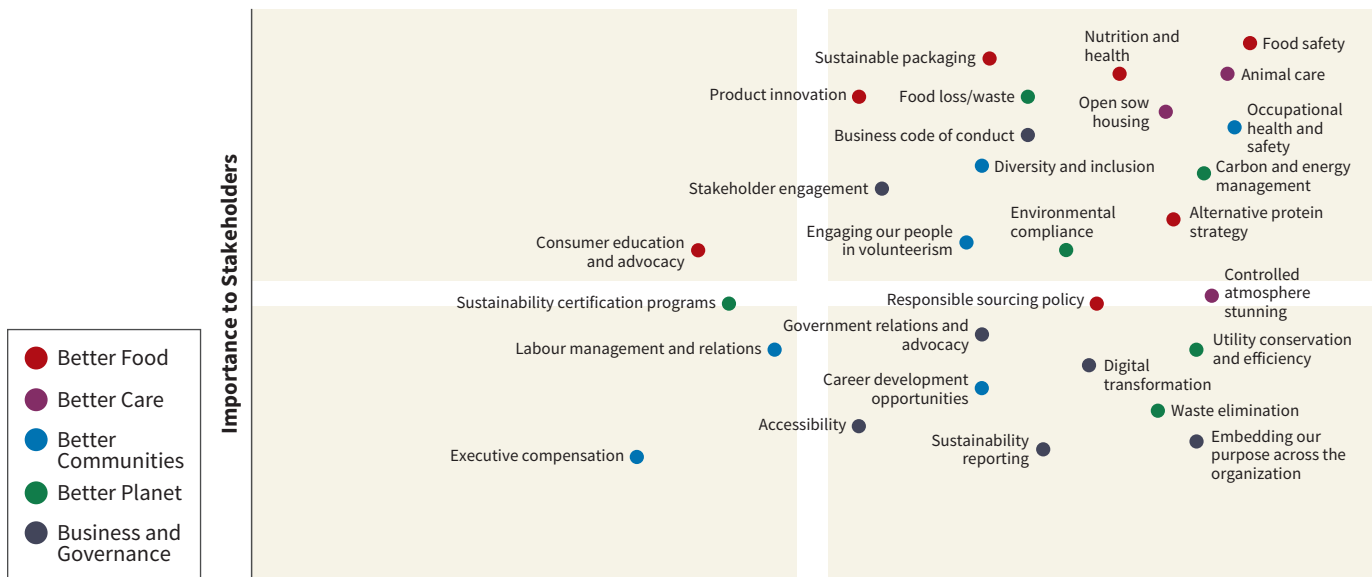 Importance to Stakeholders
Better Food
Better Care
Better
Communities
Better Planet
Business and
Governance
Nutrition and
health
Food safety
Sustainable packaging
Animal care
Product innovation
Food loss/waste
Open sow
housing
Occupational
health and
safety
Business code of conduct
Diversity and inclusion
Carbon and energy
management
Stakeholder engagement
Environmental
compliance
Alternative protein
strategy
Engaging our people
in volunteerism
Consumer education
and advocacy
Controlled
atmosphere
stunning
Sustainability certification programs
Responsible sourcing policy
Government relations and
advocacy
Utility conservation
and efficiency
Labour management and relations
Digital
transformation
Career development
opportunities
Waste elimination
Accessibility
Sustainability
reporting
Embedding our
purpose across the
organization
Executive compensation